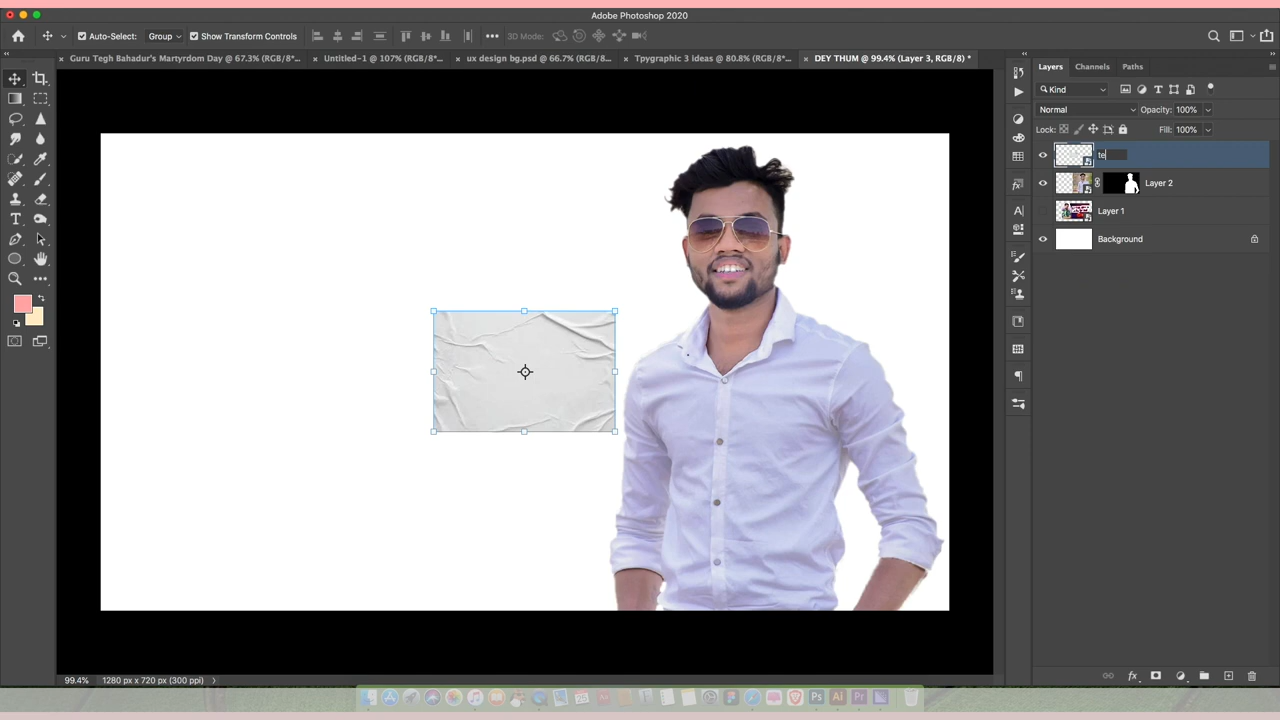 Adobe Photoshop 2020
Auto-Select: Group Show Transform Controls 3D Mode:
Guru Tegh Bahadur's Martyrdom Day @ 67.3% (RGB/8*...
Untitled-1 @ 107% (RGB/8*...
ux design bg.psd @ 66.7% (RGB/8...
Tpygraphic 3 ideas @ 80.8% (RGB/8*...
DEY THUM @ 99.4% (Layer 3, RGB/8) *
Layers Channels Paths
Kind
Normal Opacity: 100%
Lock: Fill: 100%
te
Layer 2
Layer 1
Background
99.4% 1280 px x 720 px (300 ppi)